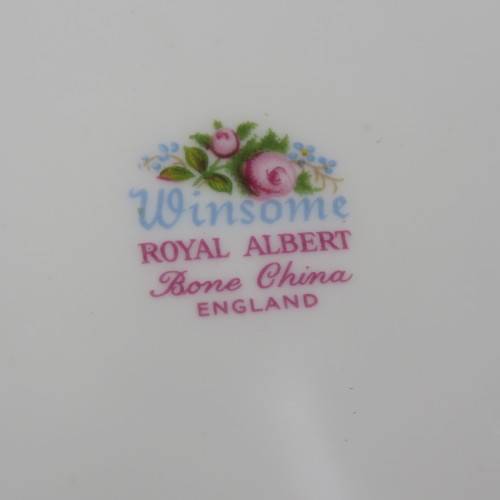 Winsome
ROYAL ALBERT
Bone China
ENGLAND